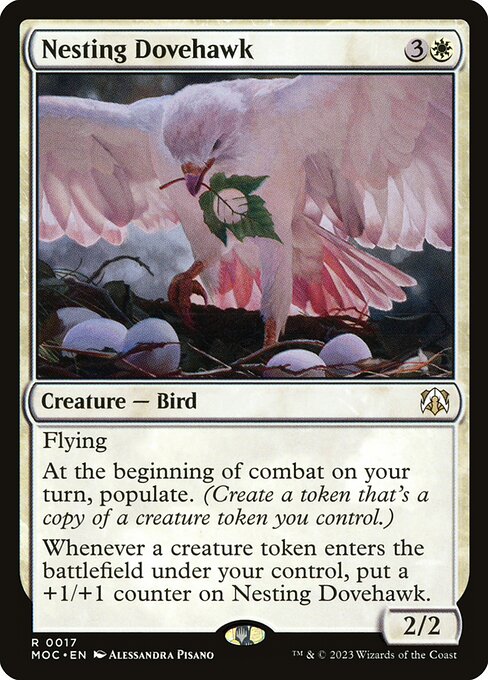 Nesting Dovehawk 3
Creature — Bird
Flying
At the beginning of combat on your
turn, populate. (Create a token that's a
copy of a creature token you control.)
Whenever a creature token enters the
battlefield under your control, put a
+1/+1 counter on Nesting Dovehawk.
2/2
R 0017
MOC • EN Alessandra Pisano
™ & © 2023 Wizards of the Coast